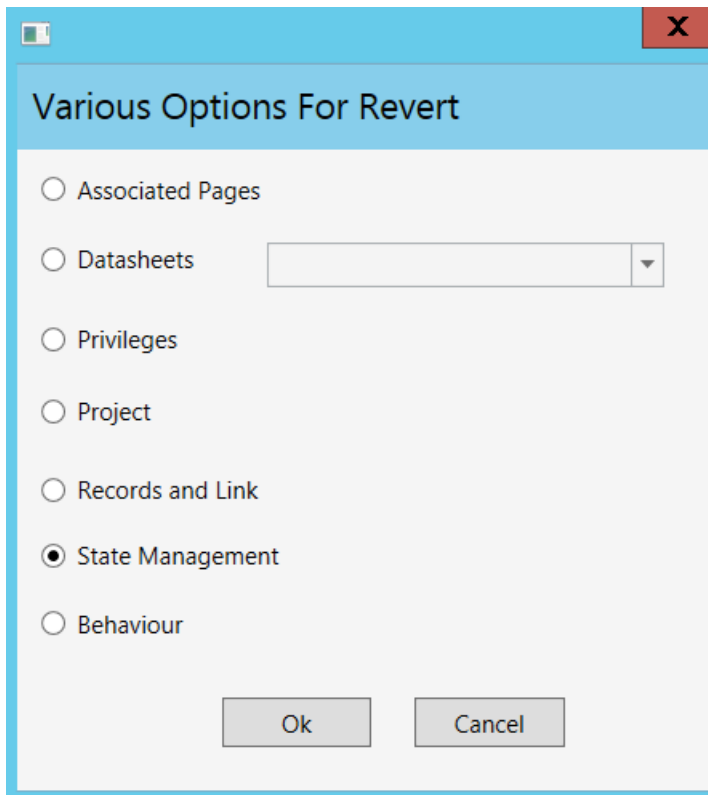 X
Various Options For Revert
Associated Pages
Datasheets
Privileges
Project
Records and Link
State Management
Behaviour
Ok Cancel